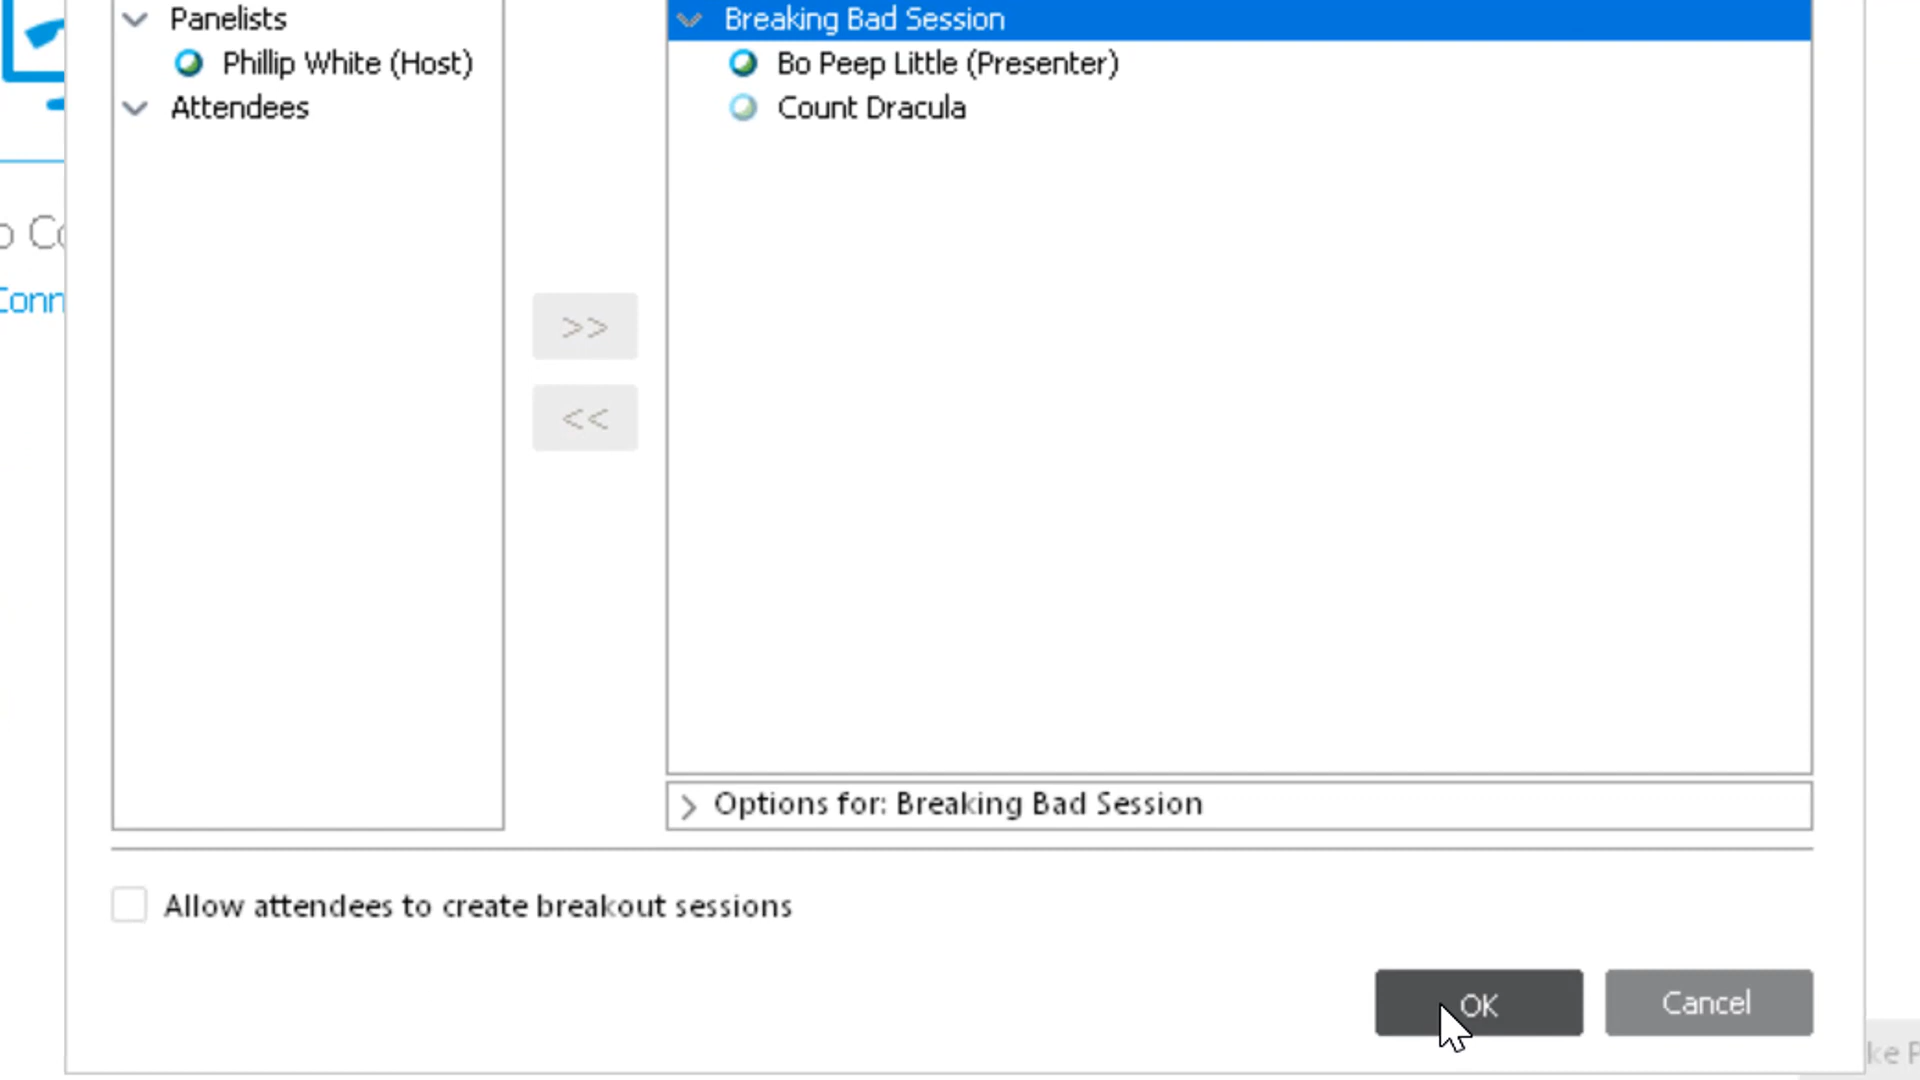 Panelists
Phillip White (Host)
Attendees
Breaking Bad Session
Bo Peep Little (Presenter)
Count Dracula
>>
<<
Options for: Breaking Bad Session
Allow attendees to create breakout sessions
OK
Cancel